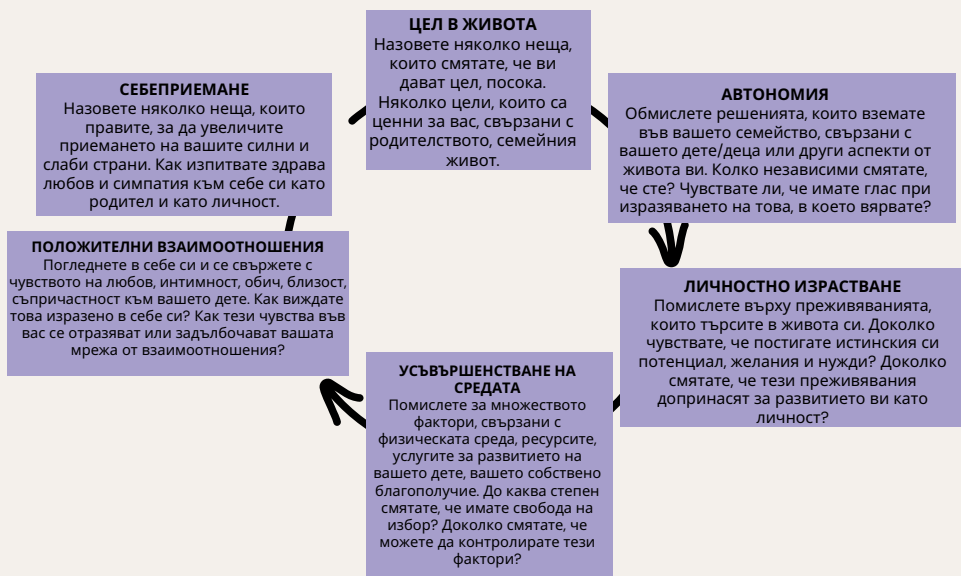 ЦЕЛ В ЖИВОТА
Назовете няколко неща,
които смятате, че ви
дават цел, посока.
Няколко цели, които са
ценни за вас, свързани с
родителството, семейния
живот.
АВТОНОМИЯ
Обмислете решенията, които вземате
във вашето семейство, свързани с
вашето дете/деца или други аспекти от
живота ви. Колко независими смятате,
че сте? Чувствате ли, че имате глас при
изразяването на това, в което вярвате?
ЛИЧНОСТНО ИЗРАСТВАНЕ
Помислете върху преживяванията,
които търсите в живота си. Доколко
чувствате, че постигате истинския си
потенциал, желания и нужди? Доколко
смятате, че тези преживявания
допринасят за развитието ви като
личност?
УСЪВЪРШЕНСТВАНЕ НА
СРЕДАТА
Помислете за множеството
фактори, свързани с
физическата среда, ресурсите,
услугите за развитието на
вашето дете, вашето собствено
благополучие. До каква степен
смятате, че имате свобода на
избор? Доколко смятате, че
можете да контролирате тези
фактори?
ПОЛОЖИТЕЛНИ ВЗАИМООТНОШЕНИЯ
Погледнете в себе си и се свържете с
чувството на любов, интимност, обич, близост,
съпричастност към вашето дете. Как виждате
това изразено в себе си? Как тези чувства във
вас се отразяват или задълбочават вашата
мрежа от взаимоотношения?
СЕБЕПРИЕМАНЕ
Назовете няколко неща, които
правите, за да увеличите
приемането на вашите силни и
слаби страни. Как изпитвате здрава
любов и симпатия към себе си като
родител и като личност.